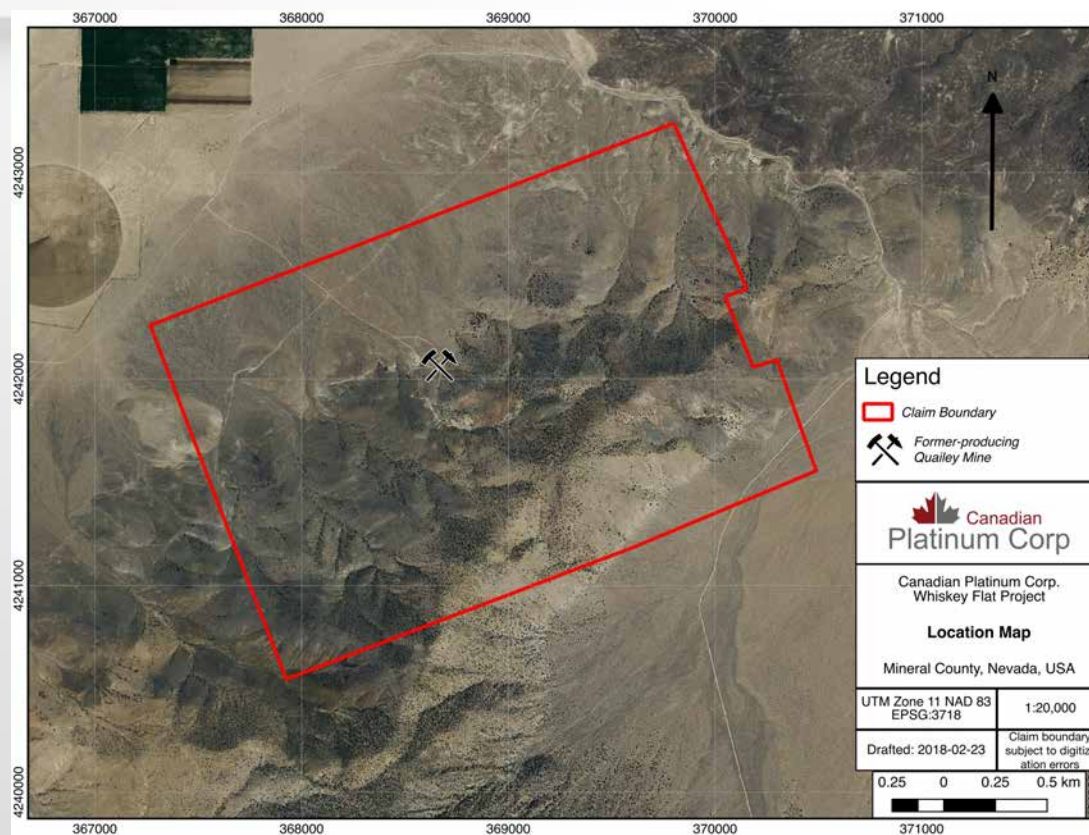 367000 368000 369000 370000 371000
4243000
4242000
4241000
4240000
N
Legend
Claim Boundary
Former-producing
Quailey Mine
Canadian
Platinum Corp
Canadian Platinum Corp.
Whiskey Flat Project
Location Map
Mineral County, Nevada, USA
UTM Zone 11 NAD 83
EPSG:3718
1:20,000
Drafted: 2018-02-23
Claim boundary
subject to digitiz
ation errors
0.25 0 0.25 0.5 km
367000 368000 369000 370000 371000